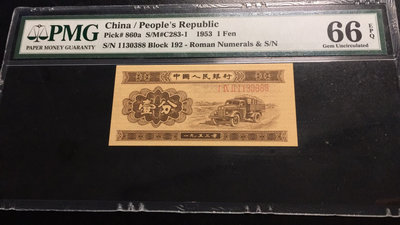 PMG
PAPER MONEY GUARANTY
China / People's Republic
Pick# 860a S/M#C283-1 1953 1 Fen
S/N 1130388 Block 192 - Roman Numerals & S/N
66 EPQ
Gem Uncirculated
中國人民銀行
1130388
壹分
一九五三年